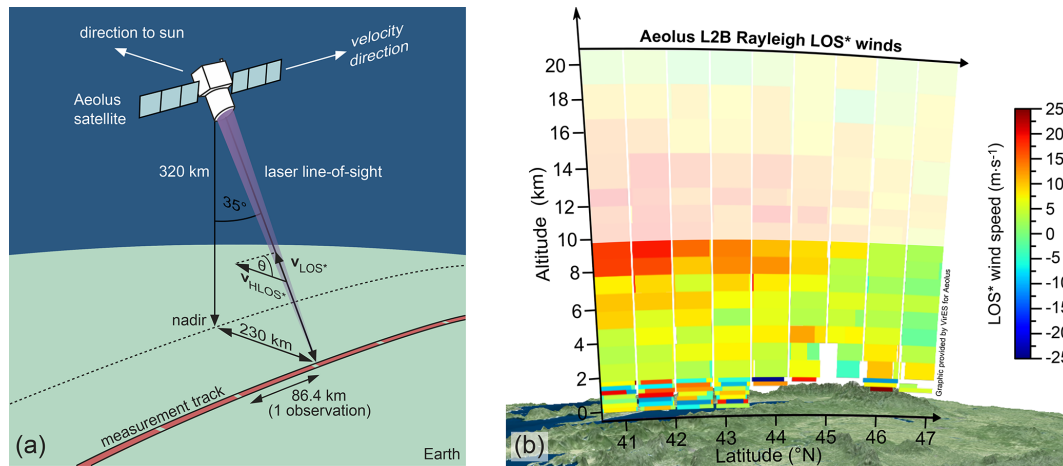 direction to sun
velocity
direction
Aeolus
satellite
320 km
laser line-of-sight
35°
θ
vLOS*
vHLOS*
nadir
230 km
86.4 km
(1 observation)
measurement track
(a)
Earth
Aeolus L2B Rayleigh LOS* winds
Altitude (km)
20
18
16
14
12
10
8
6
4
2
0
41 42 43 44 45 46 47
Latitude (°N)
(b)
Graphic provided by VirES for Aeolus
LOS* wind speed (m·s-1)
25
20
15
10
5
0
-5
-10
-15
-20
-25